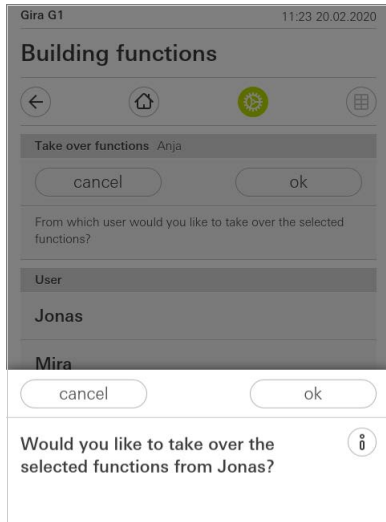 Gira G1 11:23 20.02.2020
Building functions
Take over functions Anja
cancel ok
From which user would you like to take over the selected
functions?
User
Jonas
Mira
cancel ok
Would you like to take over the
selected functions from Jonas?